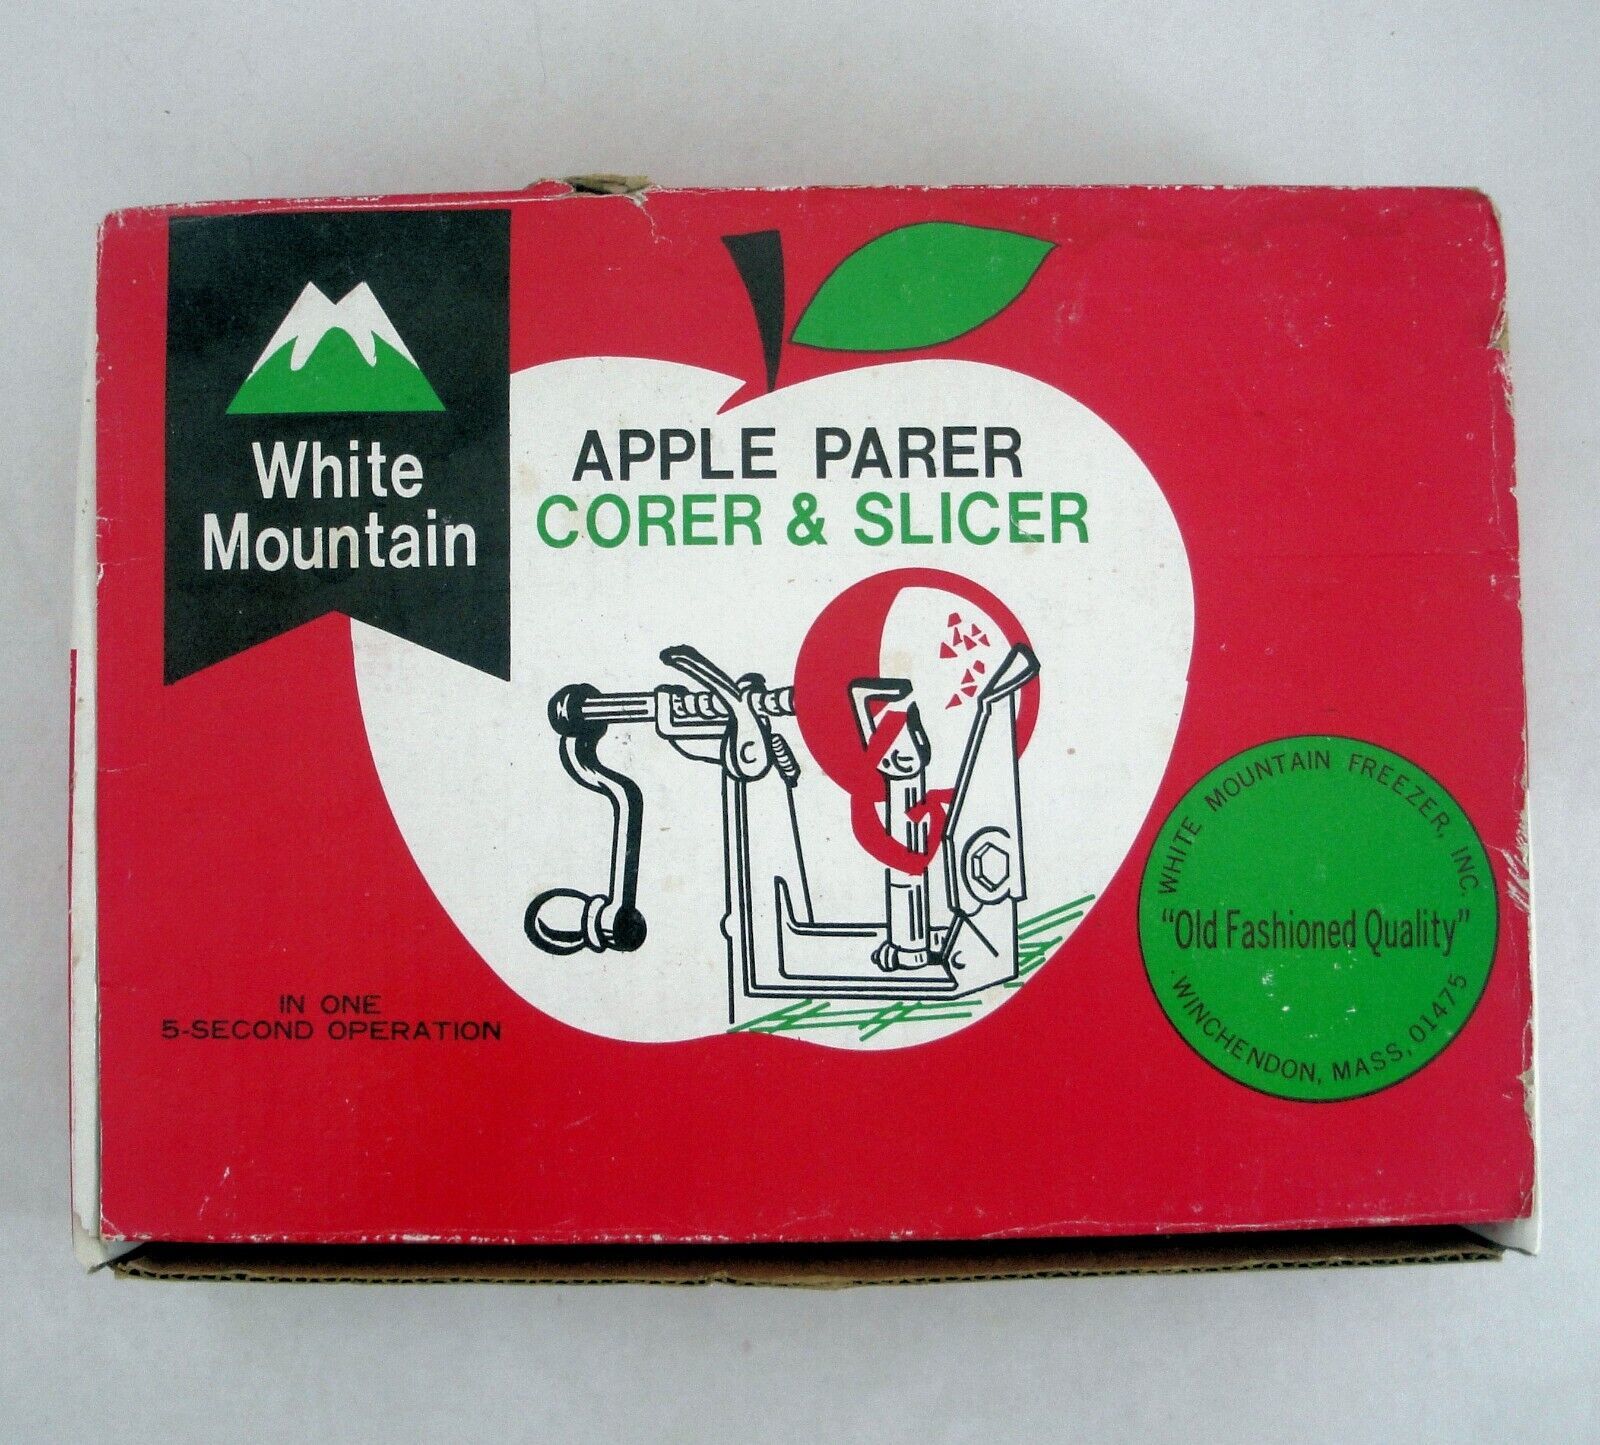 White
Mountain
APPLE PARER
CORER & SLICER
IN ONE
5-SECOND OPERATION
WHITE MOUNTAIN FREEZER, INC.
"Old Fashioned Quality"
WINCHENDON, MASS, 01475